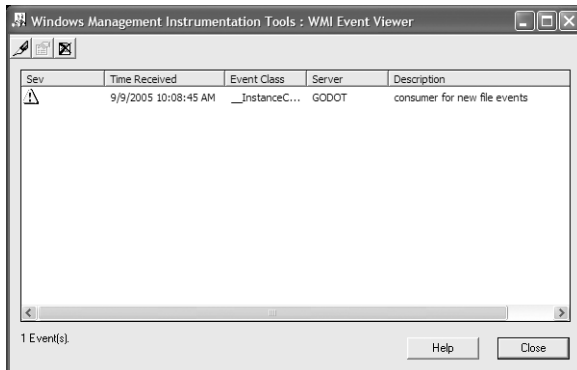 Windows Management Instrumentation Tools : WMI Event Viewer
Sev Time Received Event Class Server Description
9/9/2005 10:08:45 AM __InstanceC... GODOT consumer for new file events
1 Event(s).
Help Close